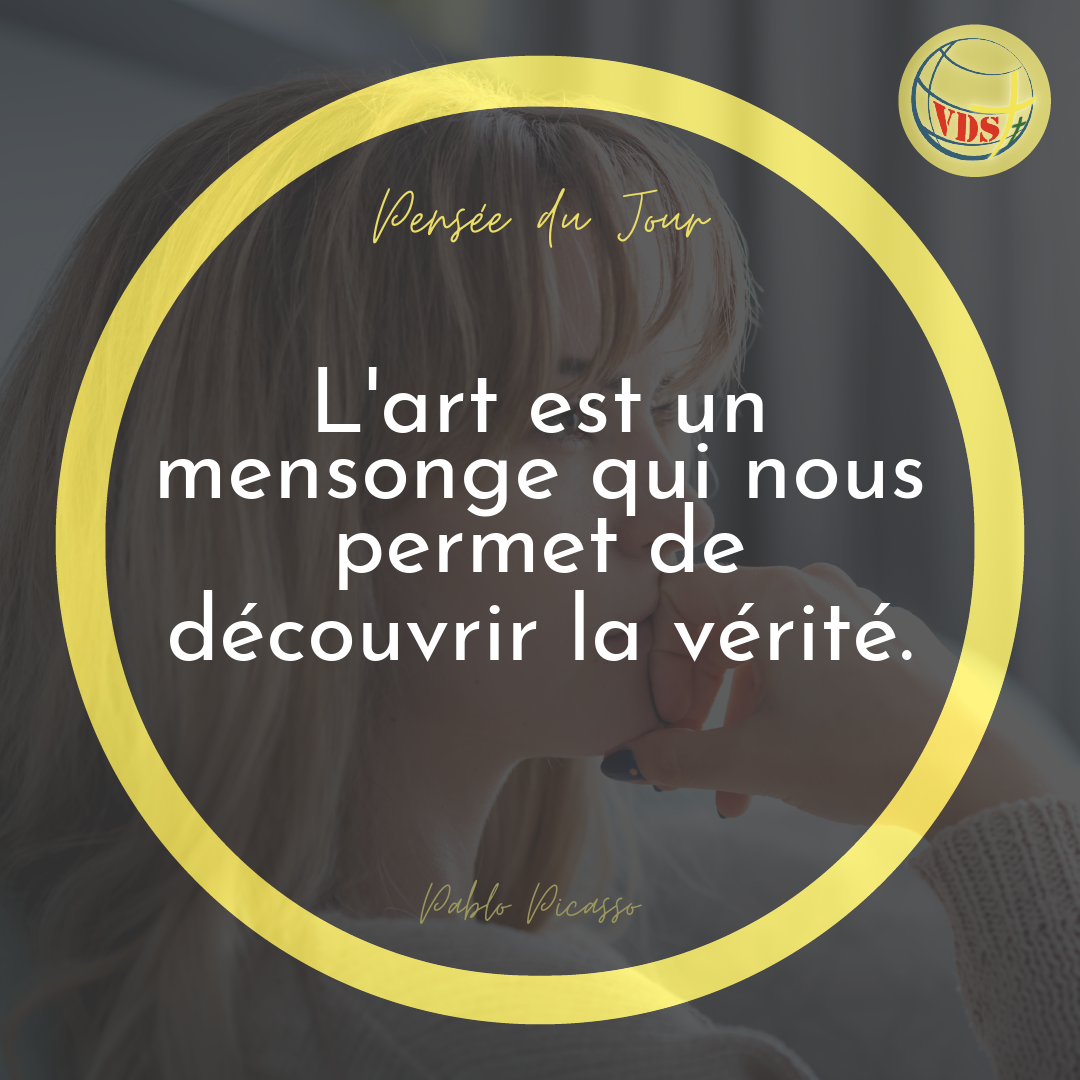 VDS
Pensée du Jour
L'art est un
mensonge qui nous
permet de
découvrir la vérité.
Pablo Picasso